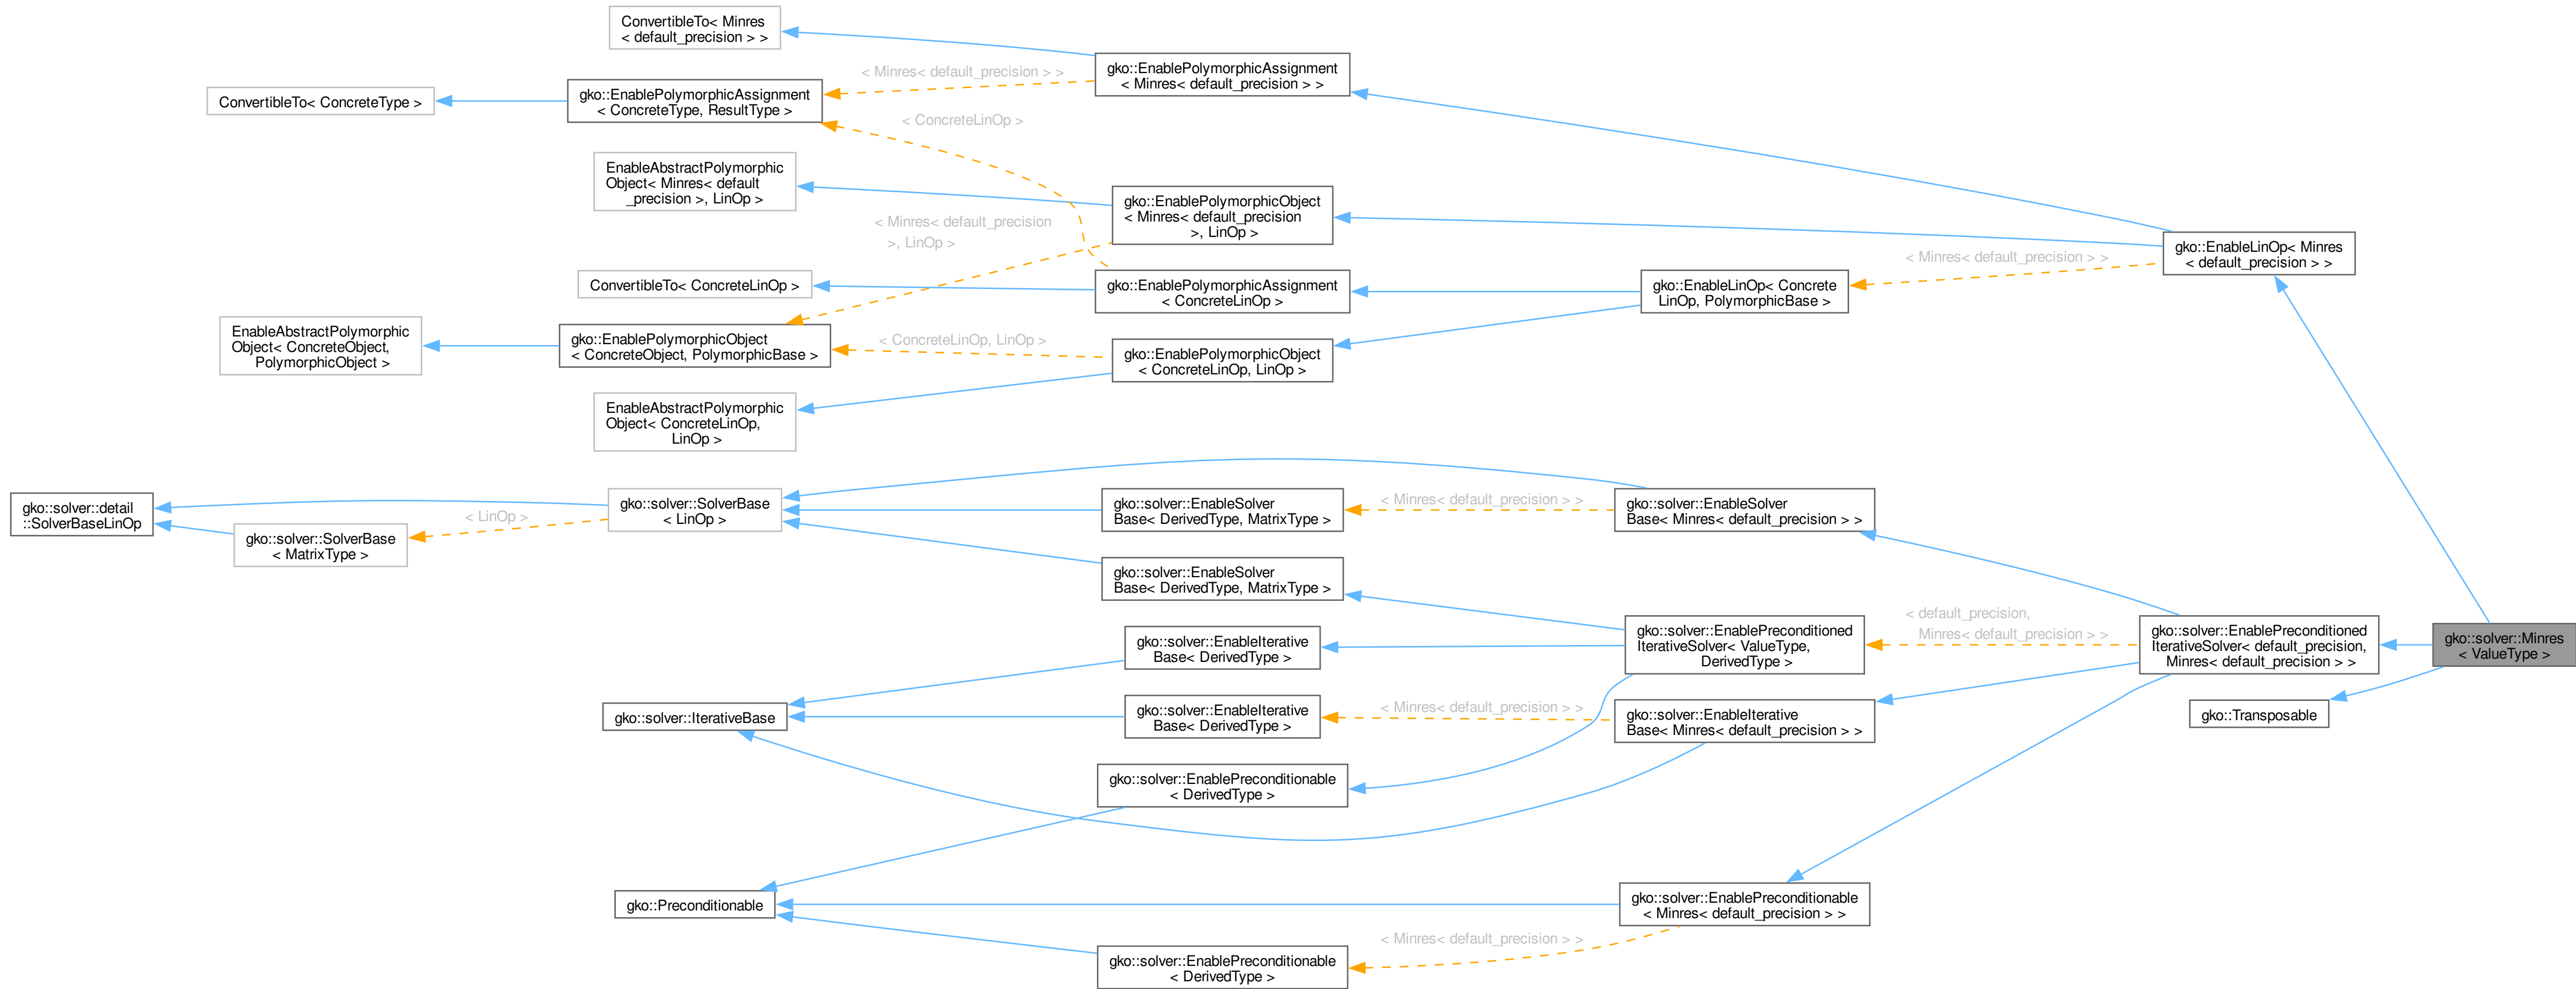 ConvertibleTo< Minres
< default_precision > >
gko::EnablePolymorphicAssignment
< Minres< default_precision > >
< Minres< default_precision > >
ConvertibleTo< ConcreteType >
gko::EnablePolymorphicAssignment
< ConcreteType, ResultType >
< ConcreteLinOp >
EnableAbstractPolymorphic
Object< Minres< default
_precision >, LinOp >
gko::EnablePolymorphicObject
< Minres< default_precision
>, LinOp >
< Minres< default_precision
>, LinOp >
gko::EnableLinOp< Minres
< default_precision > >
< Minres< default_precision > >
ConvertibleTo< ConcreteLinOp >
gko::EnablePolymorphicAssignment
< ConcreteLinOp >
gko::EnableLinOp< Concrete
LinOp, PolymorphicBase >
EnableAbstractPolymorphic
Object< ConcreteObject,
PolymorphicObject >
gko::EnablePolymorphicObject
< ConcreteObject, PolymorphicBase >
< ConcreteLinOp, LinOp >
gko::EnablePolymorphicObject
< ConcreteLinOp, LinOp >
EnableAbstractPolymorphic
Object< ConcreteLinOp,
LinOp >
gko::solver::detail
::SolverBaseLinOp
gko::solver::SolverBase
< MatrixType >
< LinOp >
gko::solver::SolverBase
< LinOp >
gko::solver::EnableSolver
Base< DerivedType, MatrixType >
< Minres< default_precision > >
gko::solver::EnableSolver
Base< Minres< default_precision > >
gko::solver::EnableSolver
Base< DerivedType, MatrixType >
gko::solver::EnableIterative
Base< DerivedType >
gko::solver::EnablePreconditioned
IterativeSolver< ValueType,
DerivedType >
< default_precision,
Minres< default_precision > >
gko::solver::EnablePreconditioned
IterativeSolver< default_precision,
Minres< default_precision > >
gko::solver::Minres
< ValueType >
gko::solver::IterativeBase
gko::solver::EnableIterative
Base< DerivedType >
< Minres< default_precision > >
gko::solver::EnableIterative
Base< Minres< default_precision > >
gko::Transposable
gko::solver::EnablePreconditionable
< DerivedType >
gko::Preconditionable
gko::solver::EnablePreconditionable
< Minres< default_precision > >
< Minres< default_precision > >
gko::solver::EnablePreconditionable
< DerivedType >